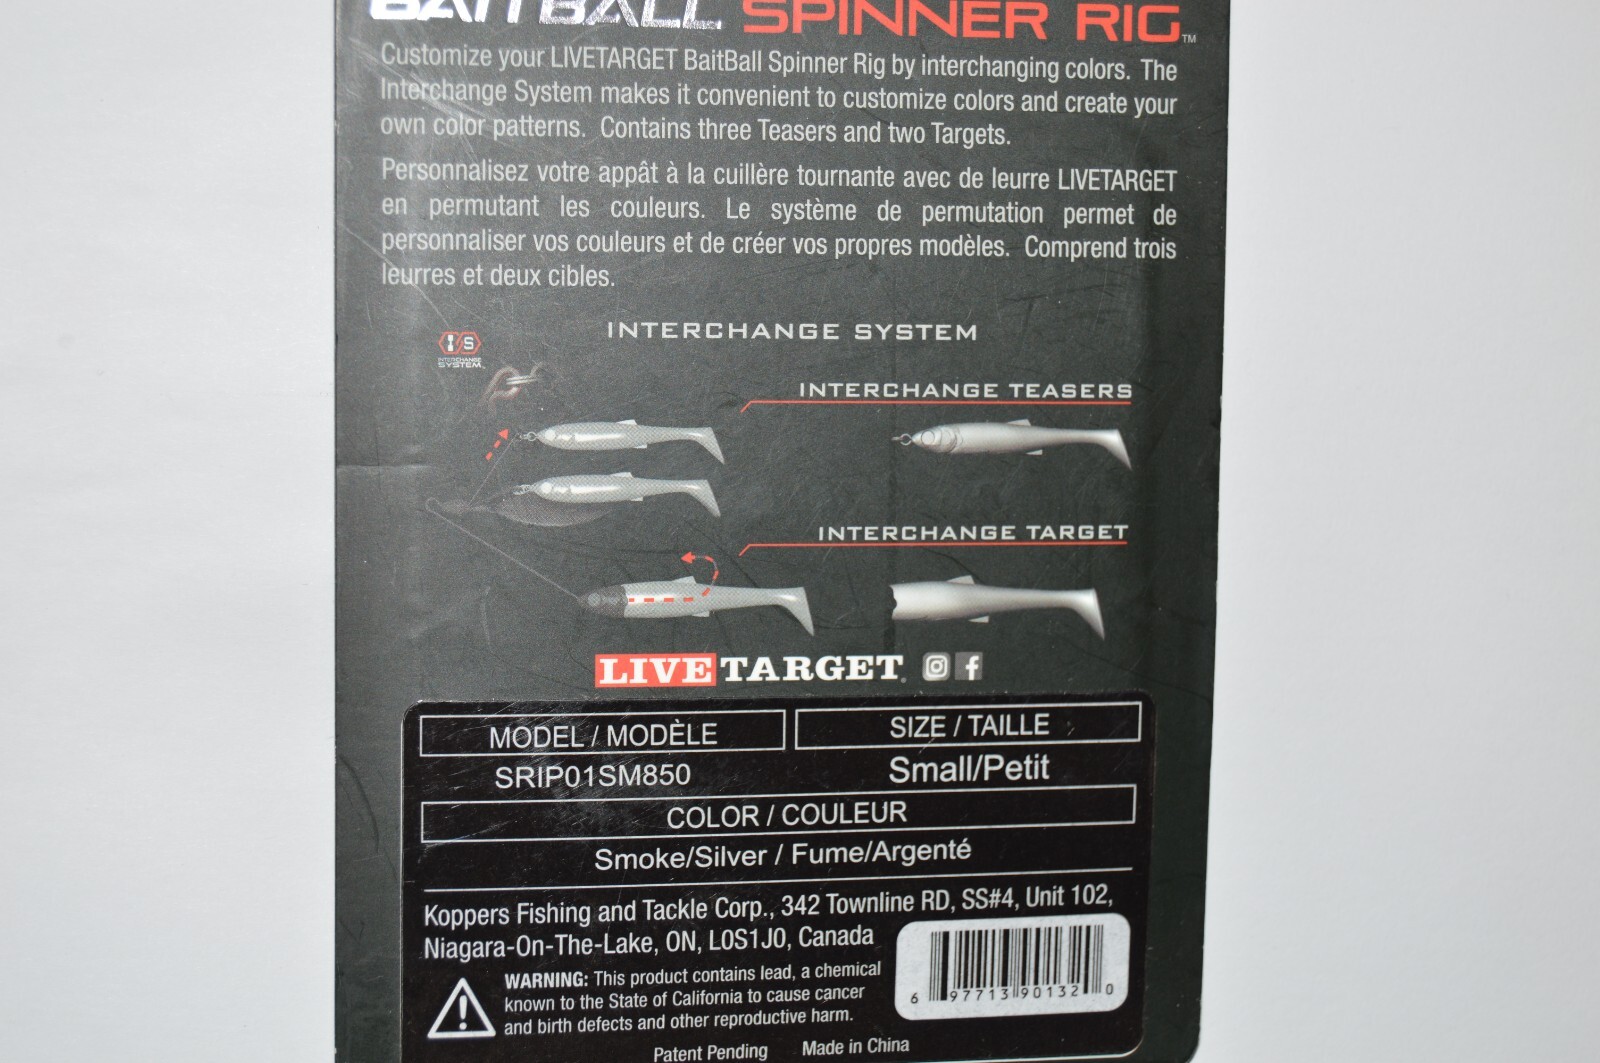 BAITBALL SPINNER RIG™
Customize your LIVETARGET BaitBall Spinner Rig by interchanging colors. The
Interchange System makes it convenient to customize colors and create your
own color patterns. Contains three Teasers and two Targets.
Personnalisez votre appât à la cuillère tournante avec de leurre LIVETARGET
en permutant les couleurs. Le système de permutation permet de
personnaliser vos couleurs et de créer vos propres modèles. Comprend trois
leurres et deux cibles.
INTERCHANGE SYSTEM
I S
INTERCHANGE
SYSTEM™
INTERCHANGE TEASERS
INTERCHANGE TARGET
LIVETARGET®
MODEL / MODÈLE
SIZE / TAILLE
SRIP01SM850
Small/Petit
COLOR / COULEUR
Smoke/Silver / Fume/Argenté
Koppers Fishing and Tackle Corp., 342 Townline RD, SS#4, Unit 102,
Niagara-On-The-Lake, ON, L0S1J0, Canada
WARNING: This product contains lead, a chemical
known to the State of California to cause cancer
and birth defects and other reproductive harm.
6 97713 90132 0
Patent Pending Made in China